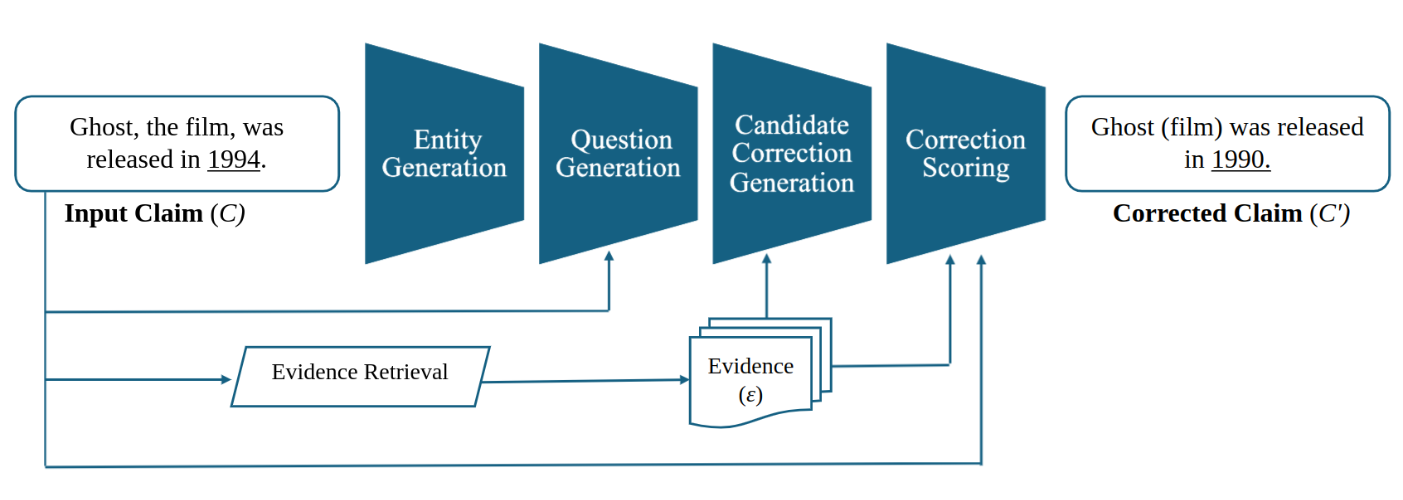 Ghost, the film, was
released in 1994.
Input Claim (C)
Entity
Generation
Question
Generation
Candidate
Correction
Generation
Correction
Scoring
Ghost (film) was released
in 1990.
Corrected Claim (C')
Evidence Retrieval
Evidence
(ε)